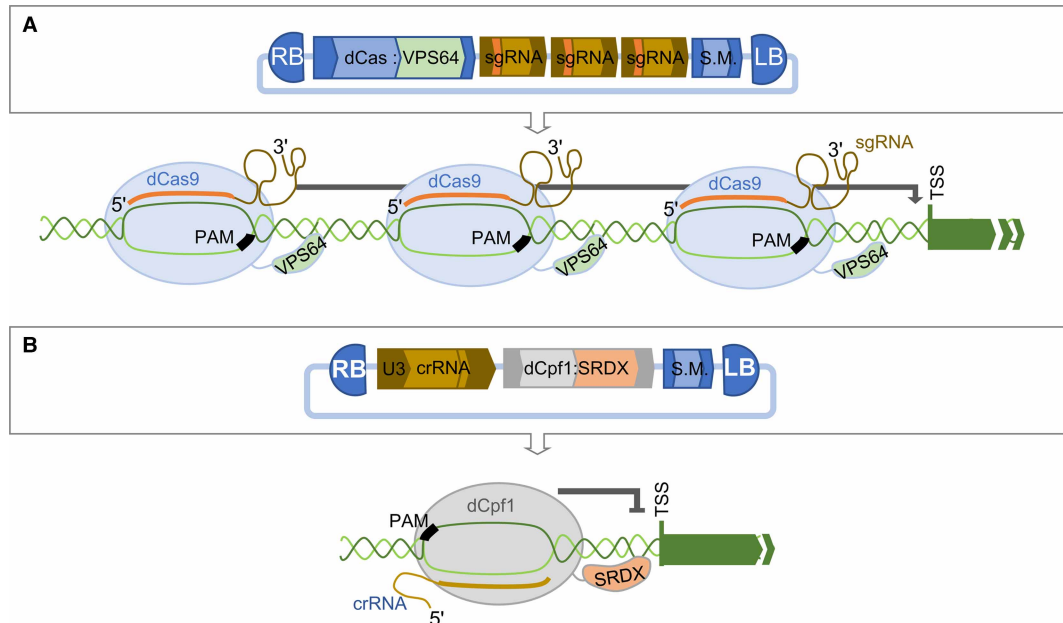 A
RB dCas : VPS64 sgRNA sgRNA sgRNA S.M. LB
3' 3' 3' sgRNA
dCas9 dCas9 dCas9 TSS
5' 5' 5'
PAM PAM PAM
VPS64 VPS64 VPS64
B
RB U3 crRNA dCpf1:SRDX S.M. LB
dCpf1 TSS
PAM
SRDX
crRNA
5'